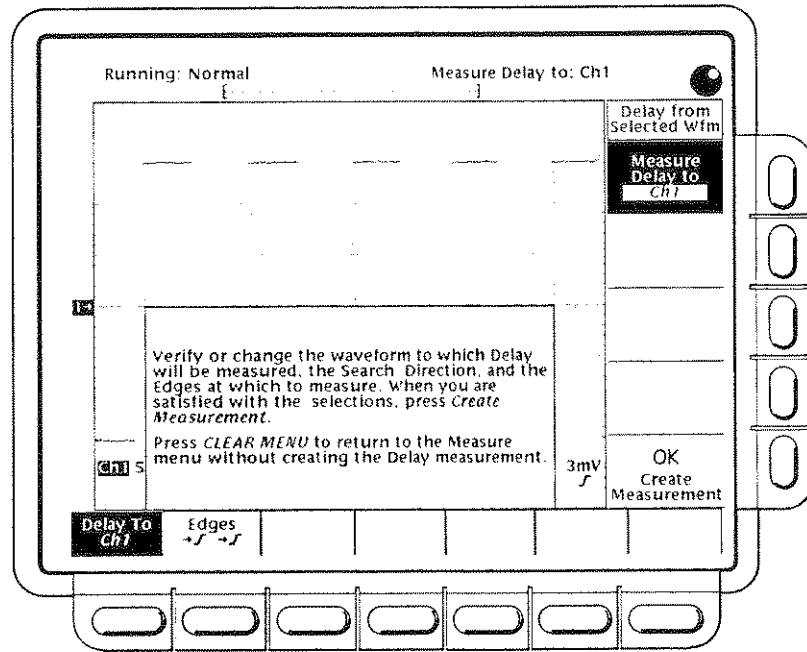 Running: Normal
Measure Delay to: Ch1
Delay from
Selected Wfm
Measure
Delay to
Ch1
1
Verify or change the waveform to which Delay
will be measured, the Search Direction, and the
Edges at which to measure. When you are
satisfied with the selections, press Create
Measurement.
Press CLEAR MENU to return to the Measure
menu without creating the Delay measurement.
Ch1 S
3mV
OK
Create
Measurement
Delay To
Ch1
Edges